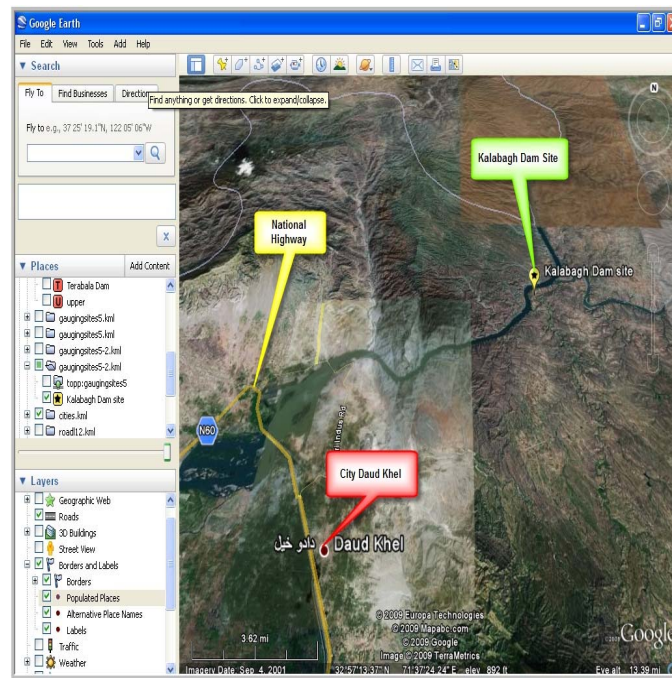 Google Earth
File Edit View Tools Add Help
Search
Fly To Find Businesses Directions
Find anything or get directions. Click to expand/collapse.
Fly to e.g., 37 25' 19.1"N, 122 05' 06"W
Places Add Content
Terabala Dam
upper
gaugingsites5.kml
gaugingsites5.kml
gaugingsites5-2.kml
gaugingsites5-2.kml
topp:gaugingsites5
Kalabagh Dam site
cities.kml
roadl12.kml
Layers
Geographic Web
Roads
3D Buildings
Street View
Borders and Labels
Borders
Populated Places
Alternative Place Names
Labels
Traffic
Weather
N
Kalabagh Dam Site
Kalabagh Dam site
National
Highway
N60
Indus Rd
City Daud Khel
دادو خيل Daud Khel
© 2009 Europa Technologies
© 2009 Mapabc.com
© 2009 Google
Image © 2009 TerraMetrics
©2009 Google
3.62 mi
Imagery Date: Sep 4, 2001 32°57'13.37" N 71°37'24.24" E elev 892 ft Eye alt 13.39 mi